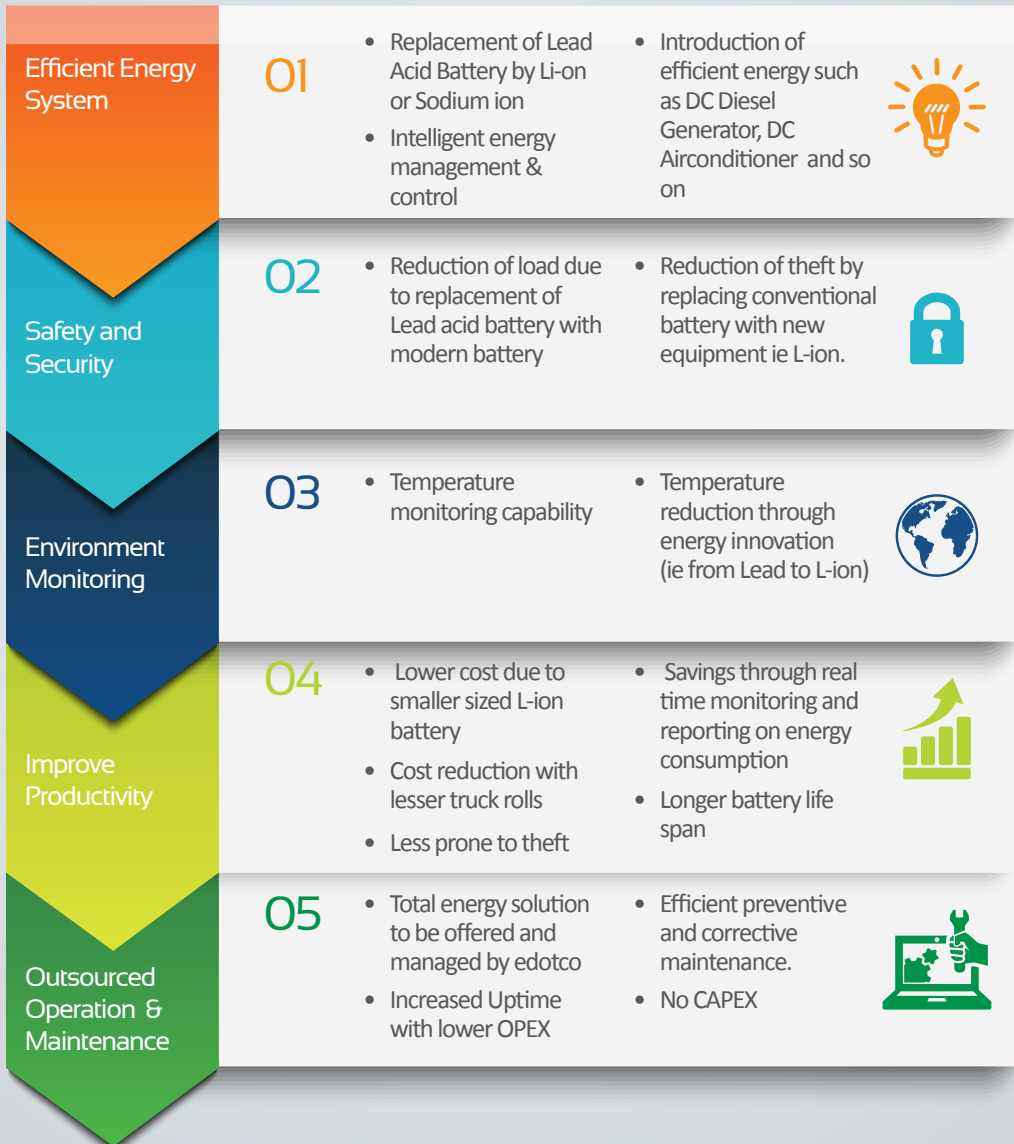 Efficient Energy
System
01
• Replacement of Lead
Acid Battery by Li-on
or Sodium ion
• Intelligent energy
management &
control
• Introduction of
efficient energy such
as DC Diesel
Generator, DC
Airconditioner and so
on
Safety and
Security
02
• Reduction of load due
to replacement of
Lead acid battery with
modern battery
• Reduction of theft by
replacing conventional
battery with new
equipment ie L-ion.
Environment
Monitoring
03
• Temperature
monitoring capability
• Temperature
reduction through
energy innovation
(ie from Lead to L-ion)
Improve
Productivity
04
• Lower cost due to
smaller sized L-ion
battery
• Cost reduction with
lesser truck rolls
• Less prone to theft
• Savings through real
time monitoring and
reporting on energy
consumption
• Longer battery life
span
Outsourced
Operation &
Maintenance
05
• Total energy solution
to be offered and
managed by edotco
• Increased Uptime
with lower OPEX
• Efficient preventive
and corrective
maintenance.
• No CAPEX